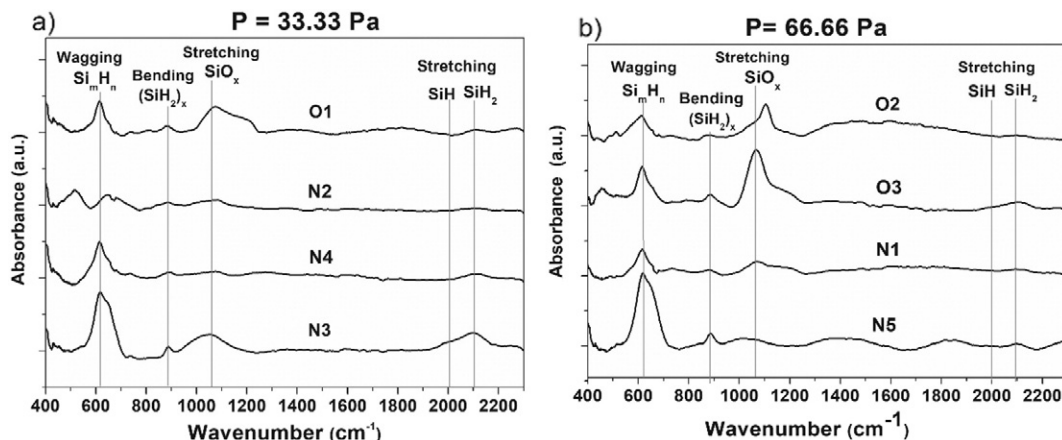 a)
P = 33.33 Pa
Wagging
SiₘHₙ
Bending
(SiH₂)ₓ
Stretching
SiOₓ
Stretching
SiH
SiH₂
O1
N2
N4
N3
Absorbance (a.u.)
400 600 800 1000 1200 1400 1600 1800 2000 2200
Wavenumber (cm⁻¹)
b)
P= 66.66 Pa
Wagging
SiₘHₙ
Bending
(SiH₂)ₓ
Stretching
SiOₓ
Stretching
SiH
SiH₂
O2
O3
N1
N5
Absorbance (a.u.)
400 600 800 1000 1200 1400 1600 1800 2000 2200
Wavenumber (cm⁻¹)